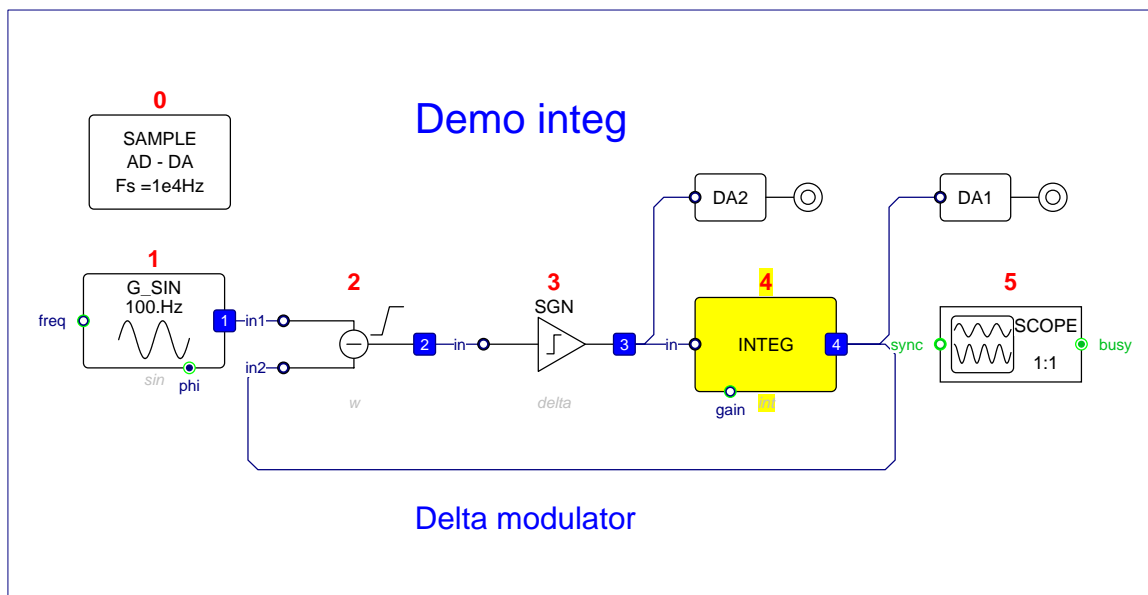 0
Demo integ
SAMPLE
AD - DA
Fs =1e4Hz
DA2
DA1
1
2
3
4
5
G_SIN
100.Hz
SGN
SCOPE
freq
1
in1
2
in
3
in
INTEG
4
sync
1:1
busy
in2
sin
phi
w
delta
gain
int
Delta modulator